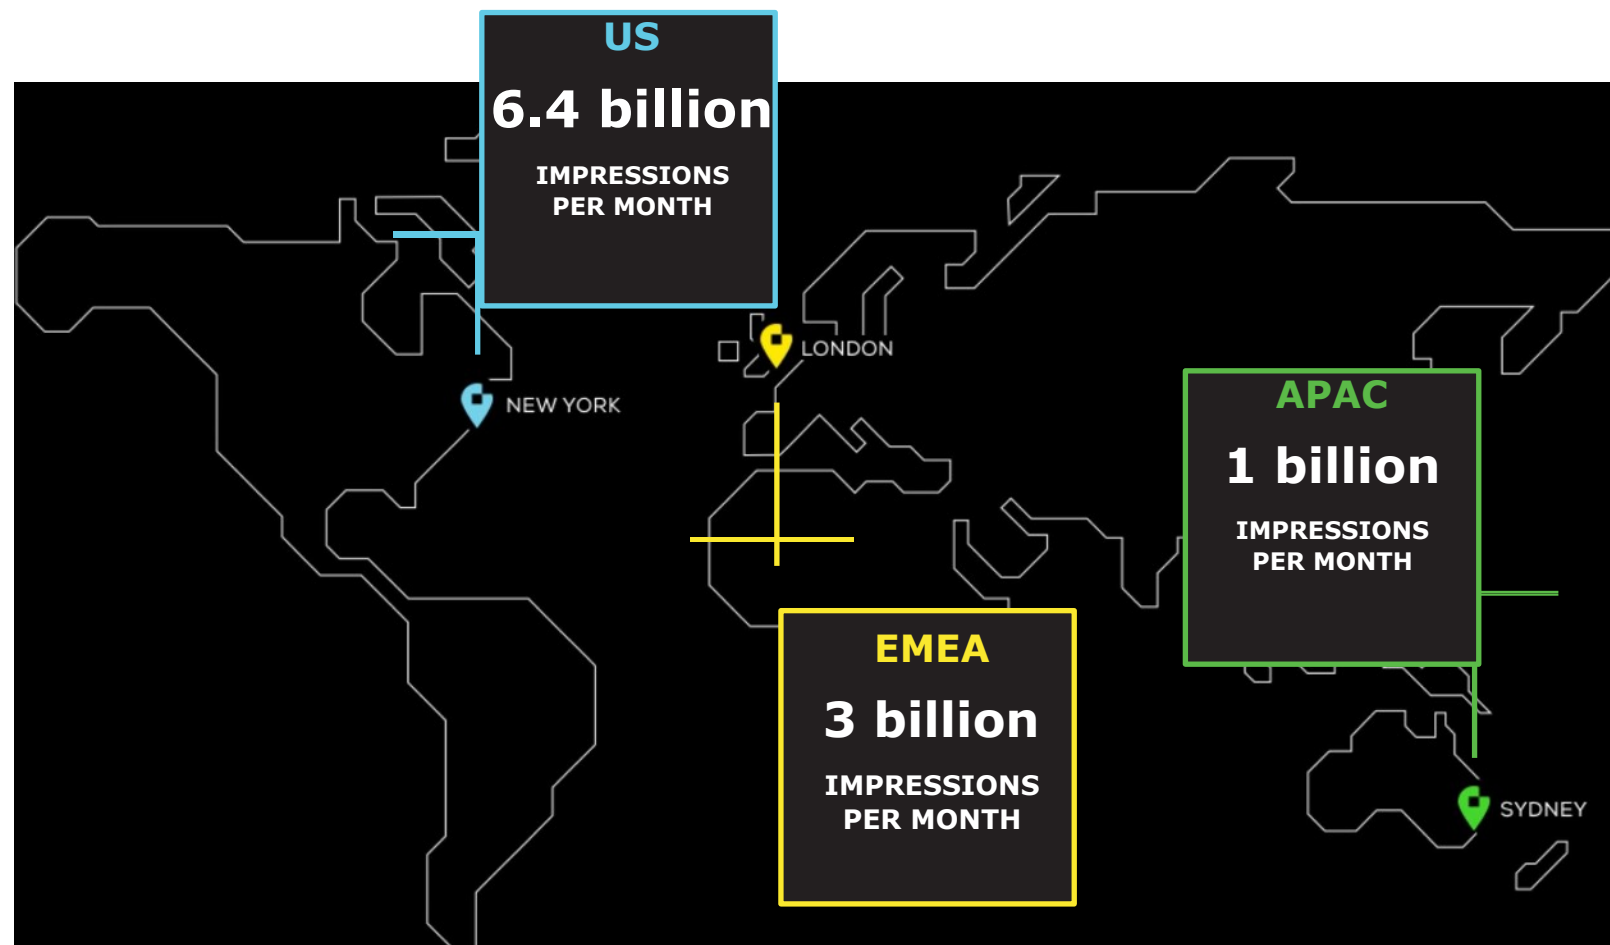 US
6.4 billion
IMPRESSIONS
PER MONTH
LONDON
NEW YORK
APAC
1 billion
IMPRESSIONS
PER MONTH
EMEA
3 billion
IMPRESSIONS
PER MONTH
SYDNEY